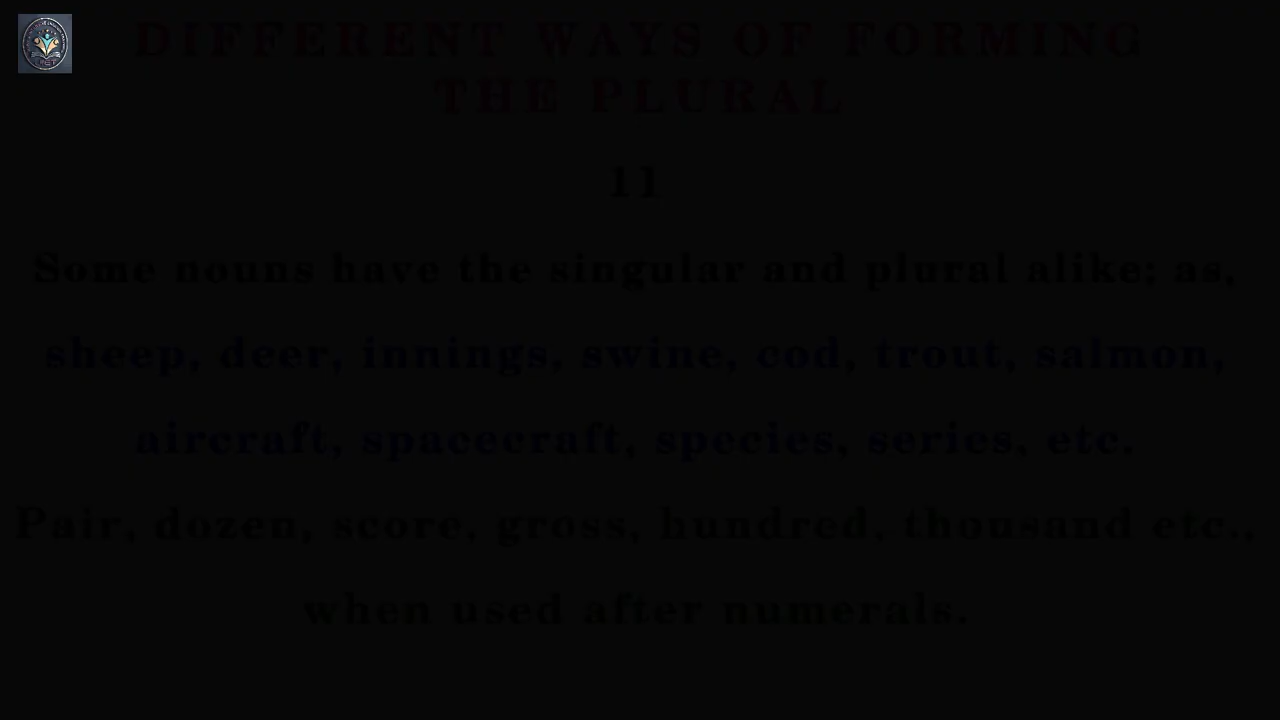 DIFFERENT WAYS OF FORMING
THE PLURAL
11
Some nouns have the singular and plural alike; as,
sheep, deer, innings, swine, cod, trout, salmon,
aircraft, spacecraft, species, series, etc.
Pair, dozen, score, gross, hundred, thousand etc.,
when used after numerals.